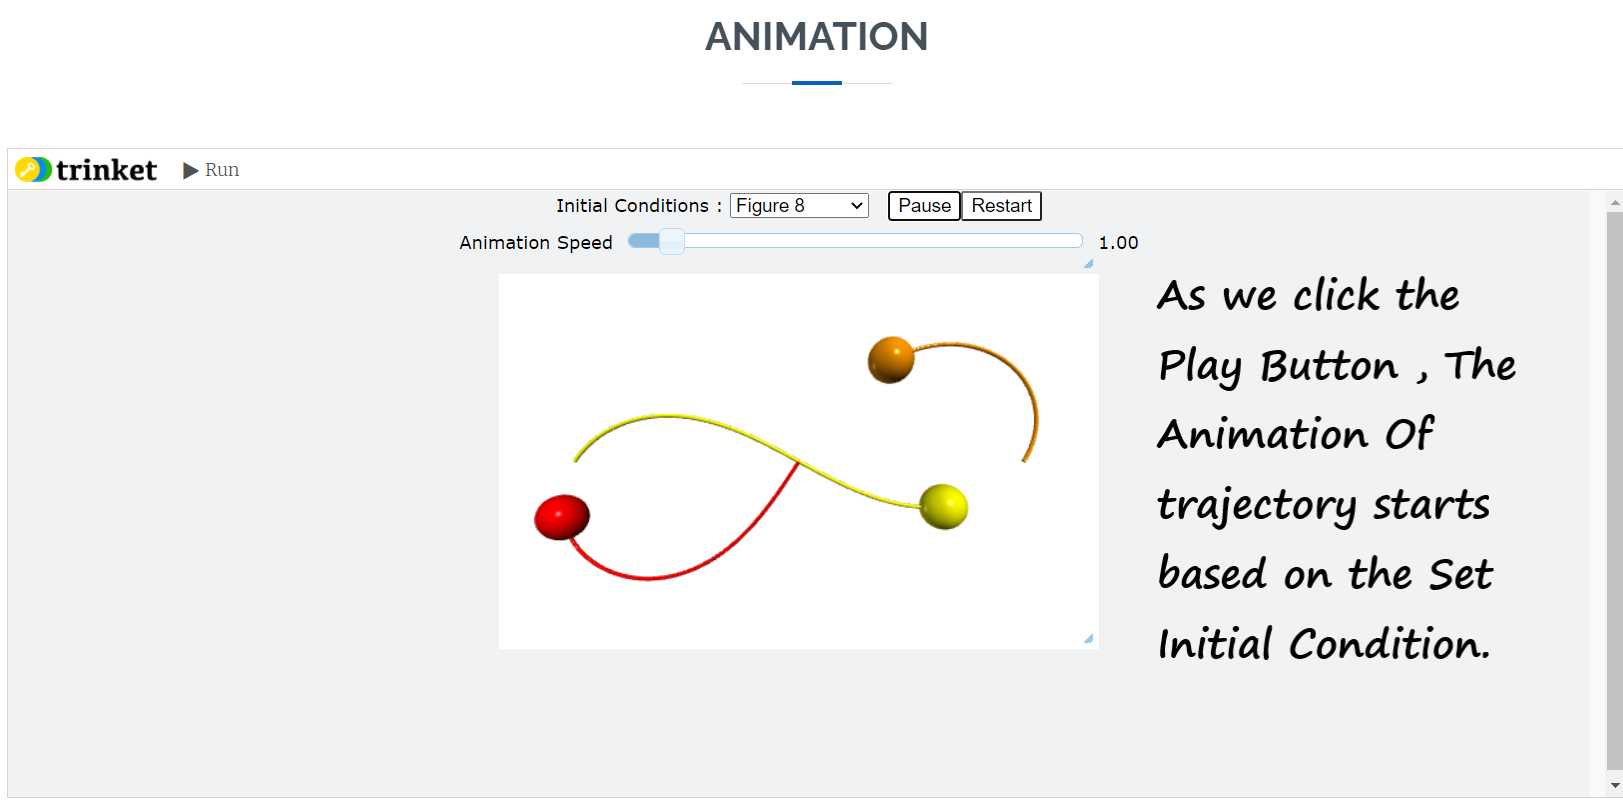 ANIMATION
trinket Run
Initial Conditions : Figure 8 Pause Restart
Animation Speed 1.00
As we click the
Play Button , The
Animation Of
trajectory starts
based on the Set
Initial Condition.